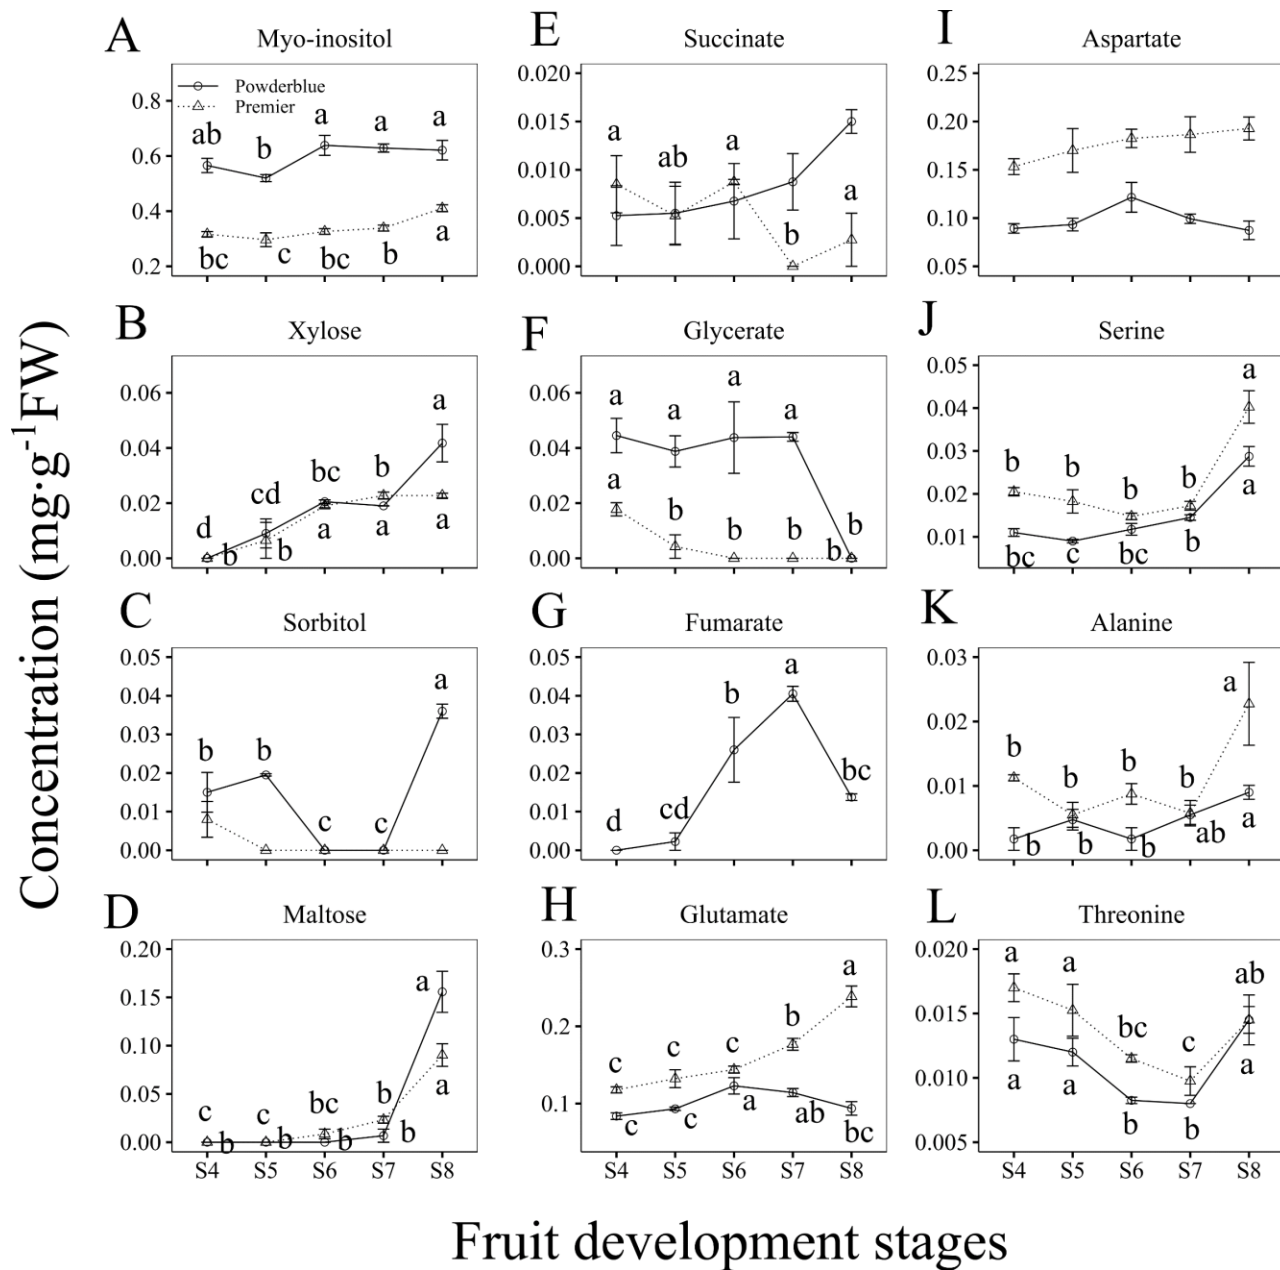 A
Myo-inositol
0.8
0.6
0.4
0.2
Powderblue
Premier
ab b a a a
bc c bc b a
E
Succinate
0.020
0.015
0.010
0.005
0.000
a ab a b a
I
Aspartate
0.25
0.20
0.15
0.10
0.05
B
Xylose
0.06
0.04
0.02
0.00
d cd bc b a
b b a a a
F
Glycerate
0.06
0.04
0.02
0.00
a a a a b
a b b b b
J
Serine
0.05
0.04
0.03
0.02
0.01
b b b b a
bc c bc b a
C
Sorbitol
0.05
0.04
0.03
0.02
0.01
0.00
b b c c a
G
Fumarate
0.05
0.04
0.03
0.02
0.01
0.00
d cd b a bc
K
Alanine
0.03
0.02
0.01
0.00
b b b b a
b b b ab a
D
Maltose
0.20
0.15
0.10
0.05
0.00
c c bc b a
b b b b a
S4 S5 S6 S7 S8
H
Glutamate
0.3
0.2
0.1
c c c b a
c c a ab bc
S4 S5 S6 S7 S8
L
Threonine
0.020
0.015
0.010
0.005
a a bc c ab
a a b b a
S4 S5 S6 S7 S8
Concentration (mg·g⁻¹FW)
Fruit development stages